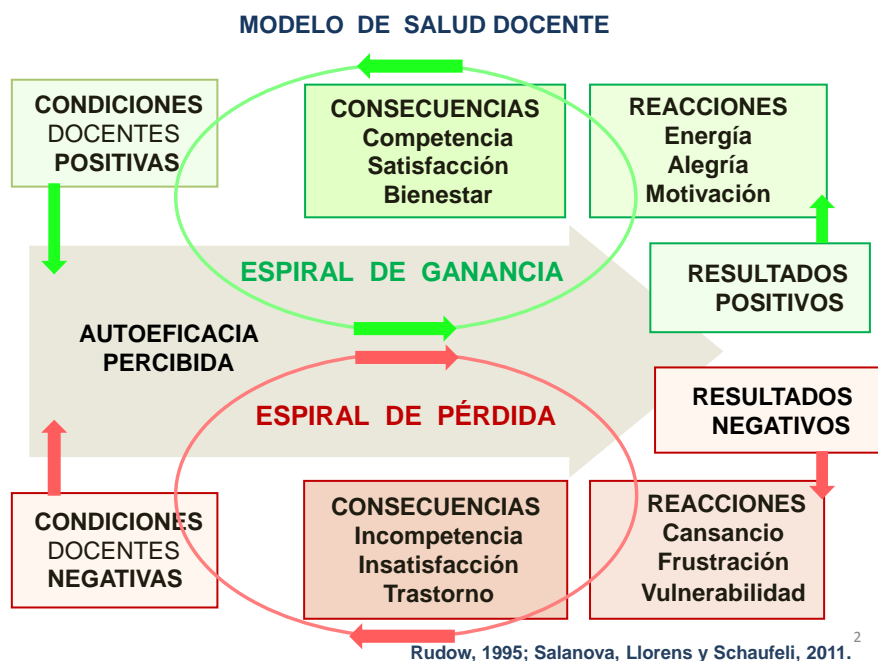 MODELO DE SALUD DOCENTE
CONDICIONES
DOCENTES
POSITIVAS
CONSECUENCIAS
Competencia
Satisfacción
Bienestar
REACCIONES
Energía
Alegría
Motivación
ESPIRAL DE GANANCIA
RESULTADOS
POSITIVOS
AUTOEFICACIA
PERCIBIDA
ESPIRAL DE PÉRDIDA
RESULTADOS
NEGATIVOS
CONDICIONES
DOCENTES
NEGATIVAS
CONSECUENCIAS
Incompetencia
Insatisfacción
Trastorno
REACCIONES
Cansancio
Frustración
Vulnerabilidad
2
Rudow, 1995; Salanova, Llorens y Schaufeli, 2011.